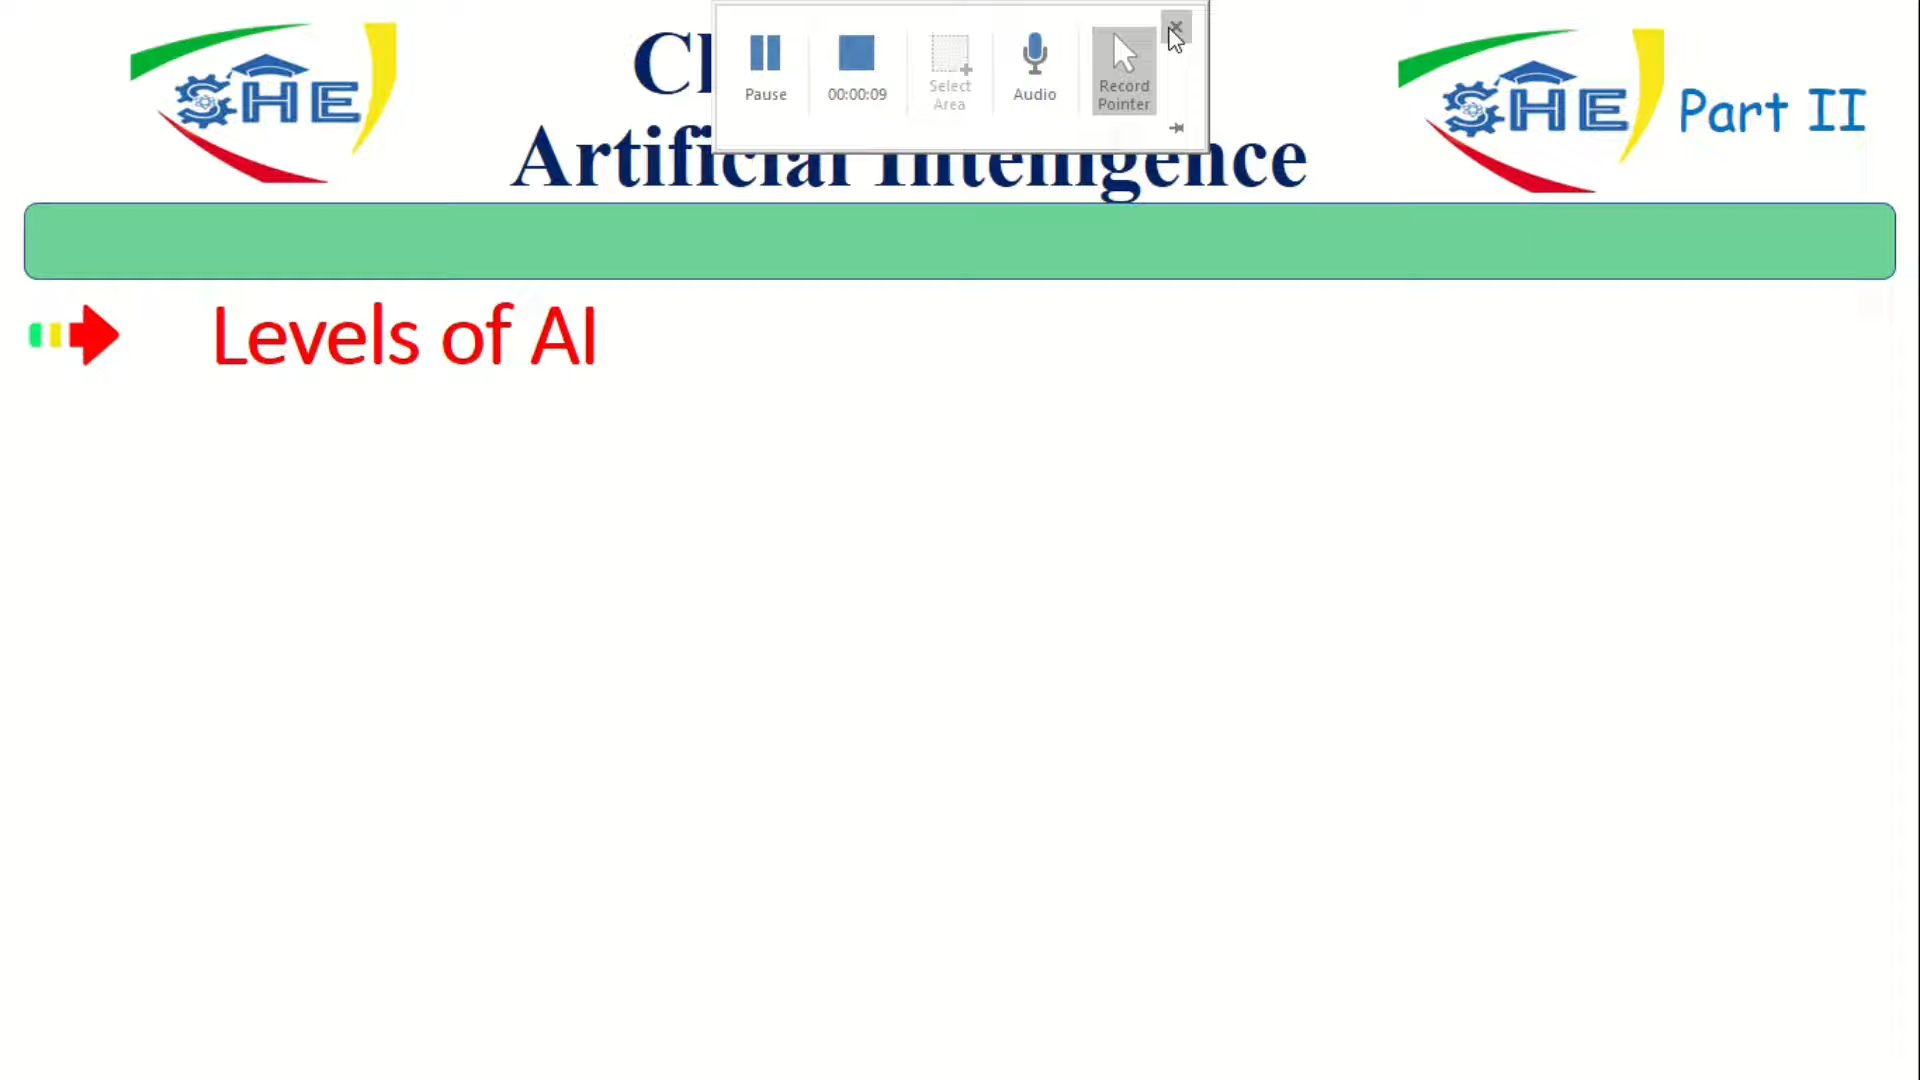 SHE
Pause
00:00:09
Select
Area
Audio
Record
Pointer
SHE
Part II
Artificial Intelligence
Levels of AI